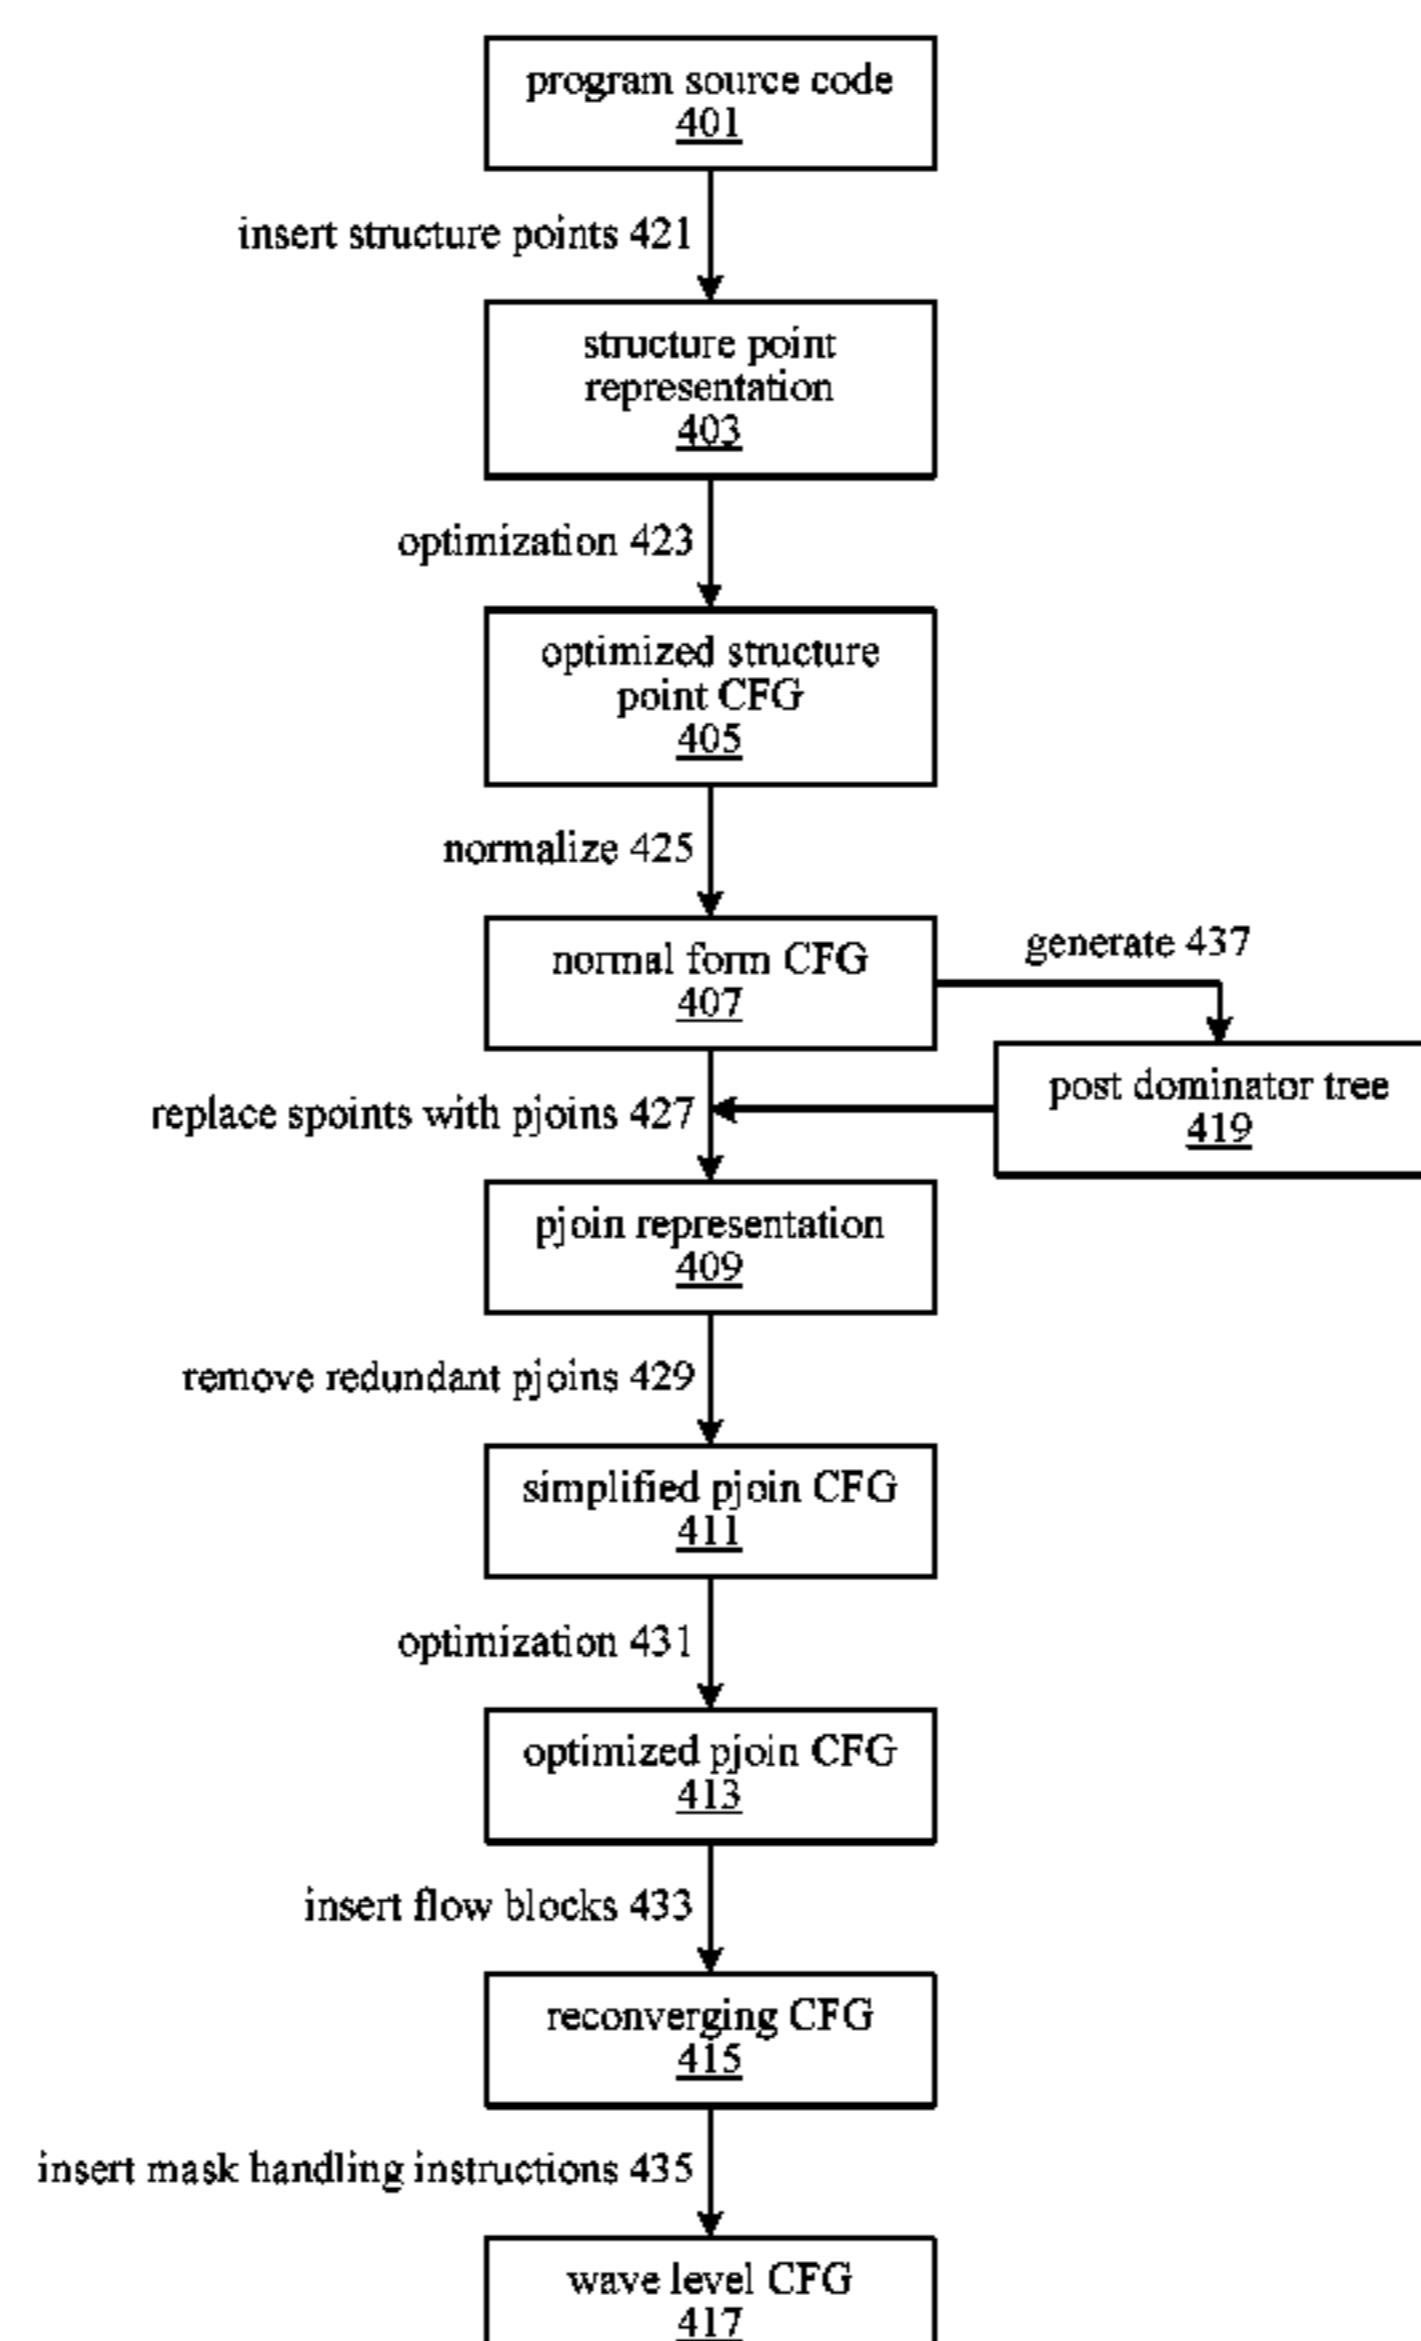 program source code
401
insert structure points 421
structure point
representation
403
optimization 423
optimized structure
point CFG
405
normalize 425
normal form CFG
407
generate 437
post dominator tree
419
replace spoints with pjoins 427
pjoin representation
409
remove redundant pjoins 429
simplified pjoin CFG
411
optimization 431
optimized pjoin CFG
413
insert flow blocks 433
reconverging CFG
415
insert mask handling instructions 435
wave level CFG
417